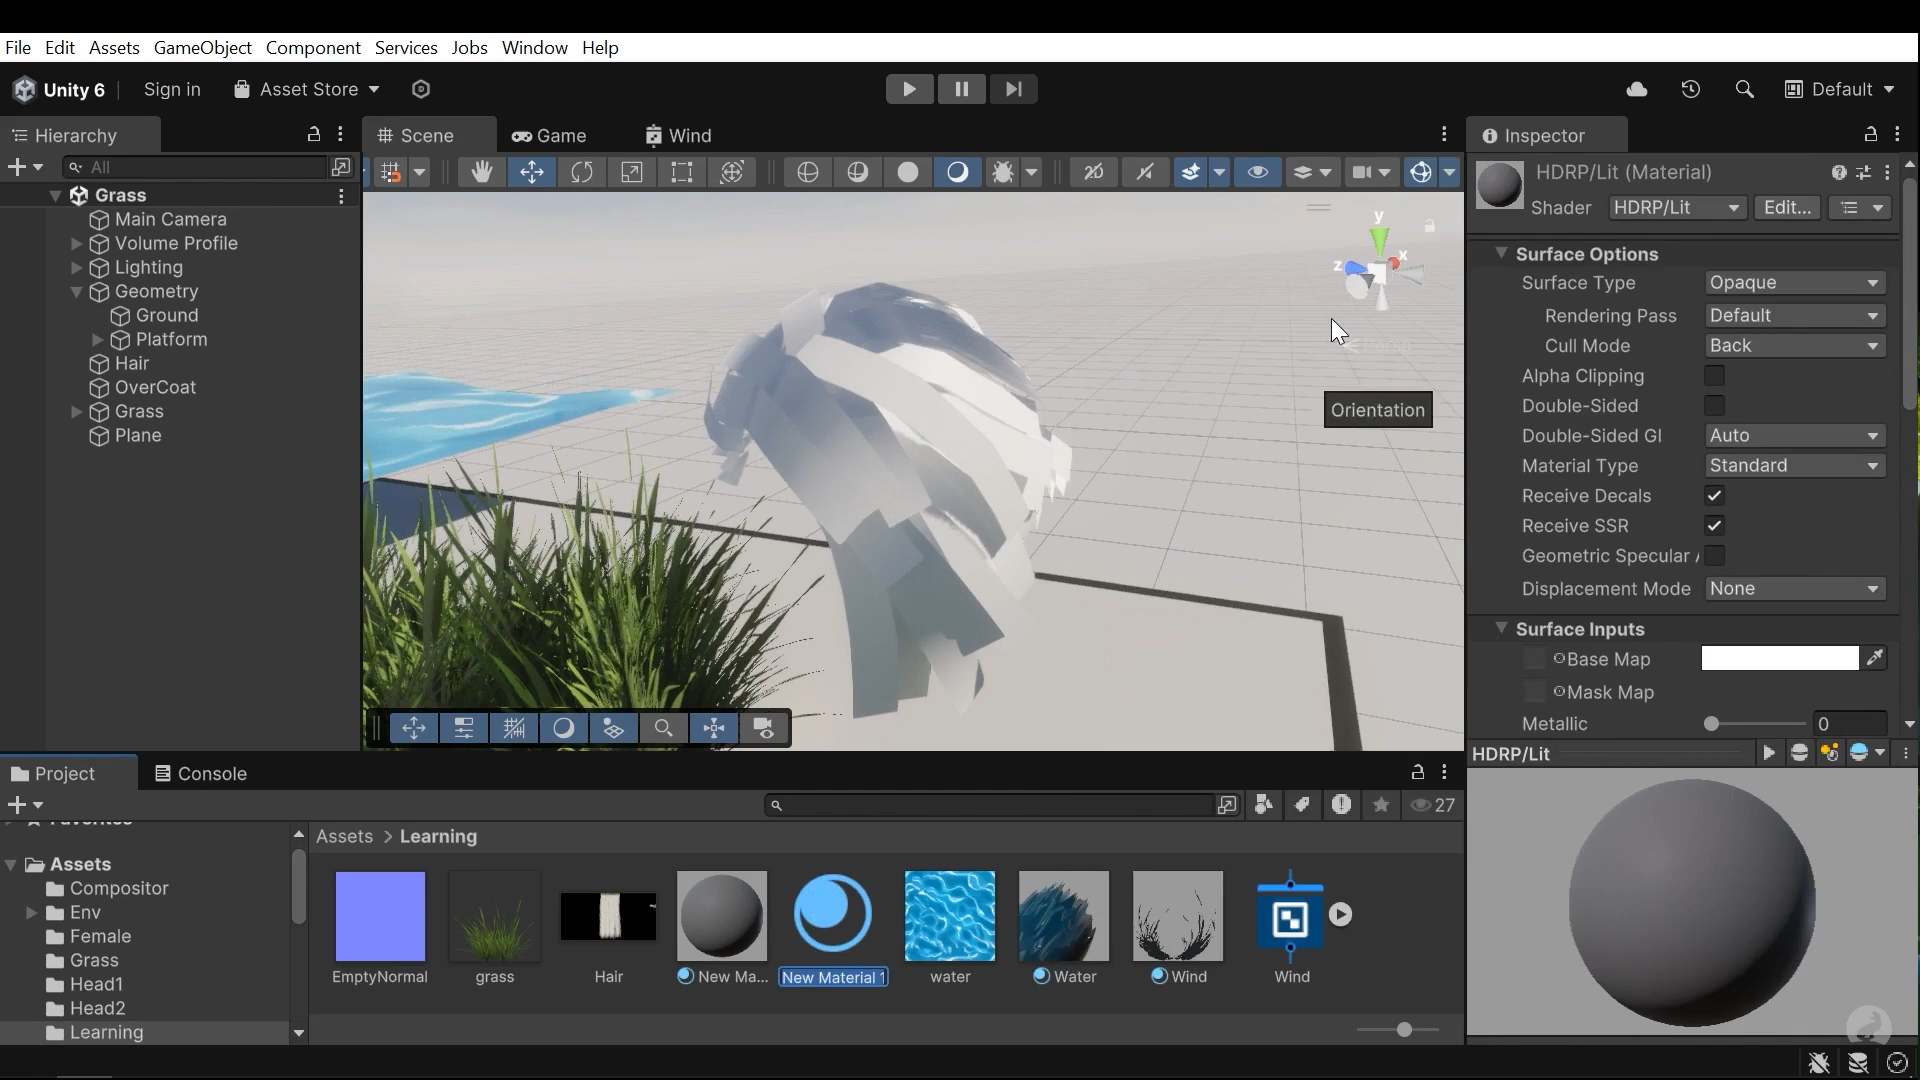 File Edit Assets GameObject Component Services Jobs Window Help
Unity 6 Sign in Asset Store Default
Hierarchy
All
Grass
Main Camera
Volume Profile
Lighting
Geometry
Ground
Platform
Hair
OverCoat
Grass
Plane
Scene Game Wind
2D
y
x
z
Orientation
Inspector
HDRP/Lit (Material)
Shader HDRP/Lit Edit...
Surface Options
Surface Type Opaque
Rendering Pass Default
Cull Mode Back
Alpha Clipping
Double-Sided
Double-Sided GI Auto
Material Type Standard
Receive Decals
Receive SSR
Geometric Specular
Displacement Mode None
Surface Inputs
Base Map
Mask Map
Metallic 0
HDRP/Lit
Project Console
27
Assets
Compositor
Env
Female
Grass
Head1
Head2
Learning
Assets > Learning
EmptyNormal grass Hair New Ma... New Material 1 water Water Wind Wind